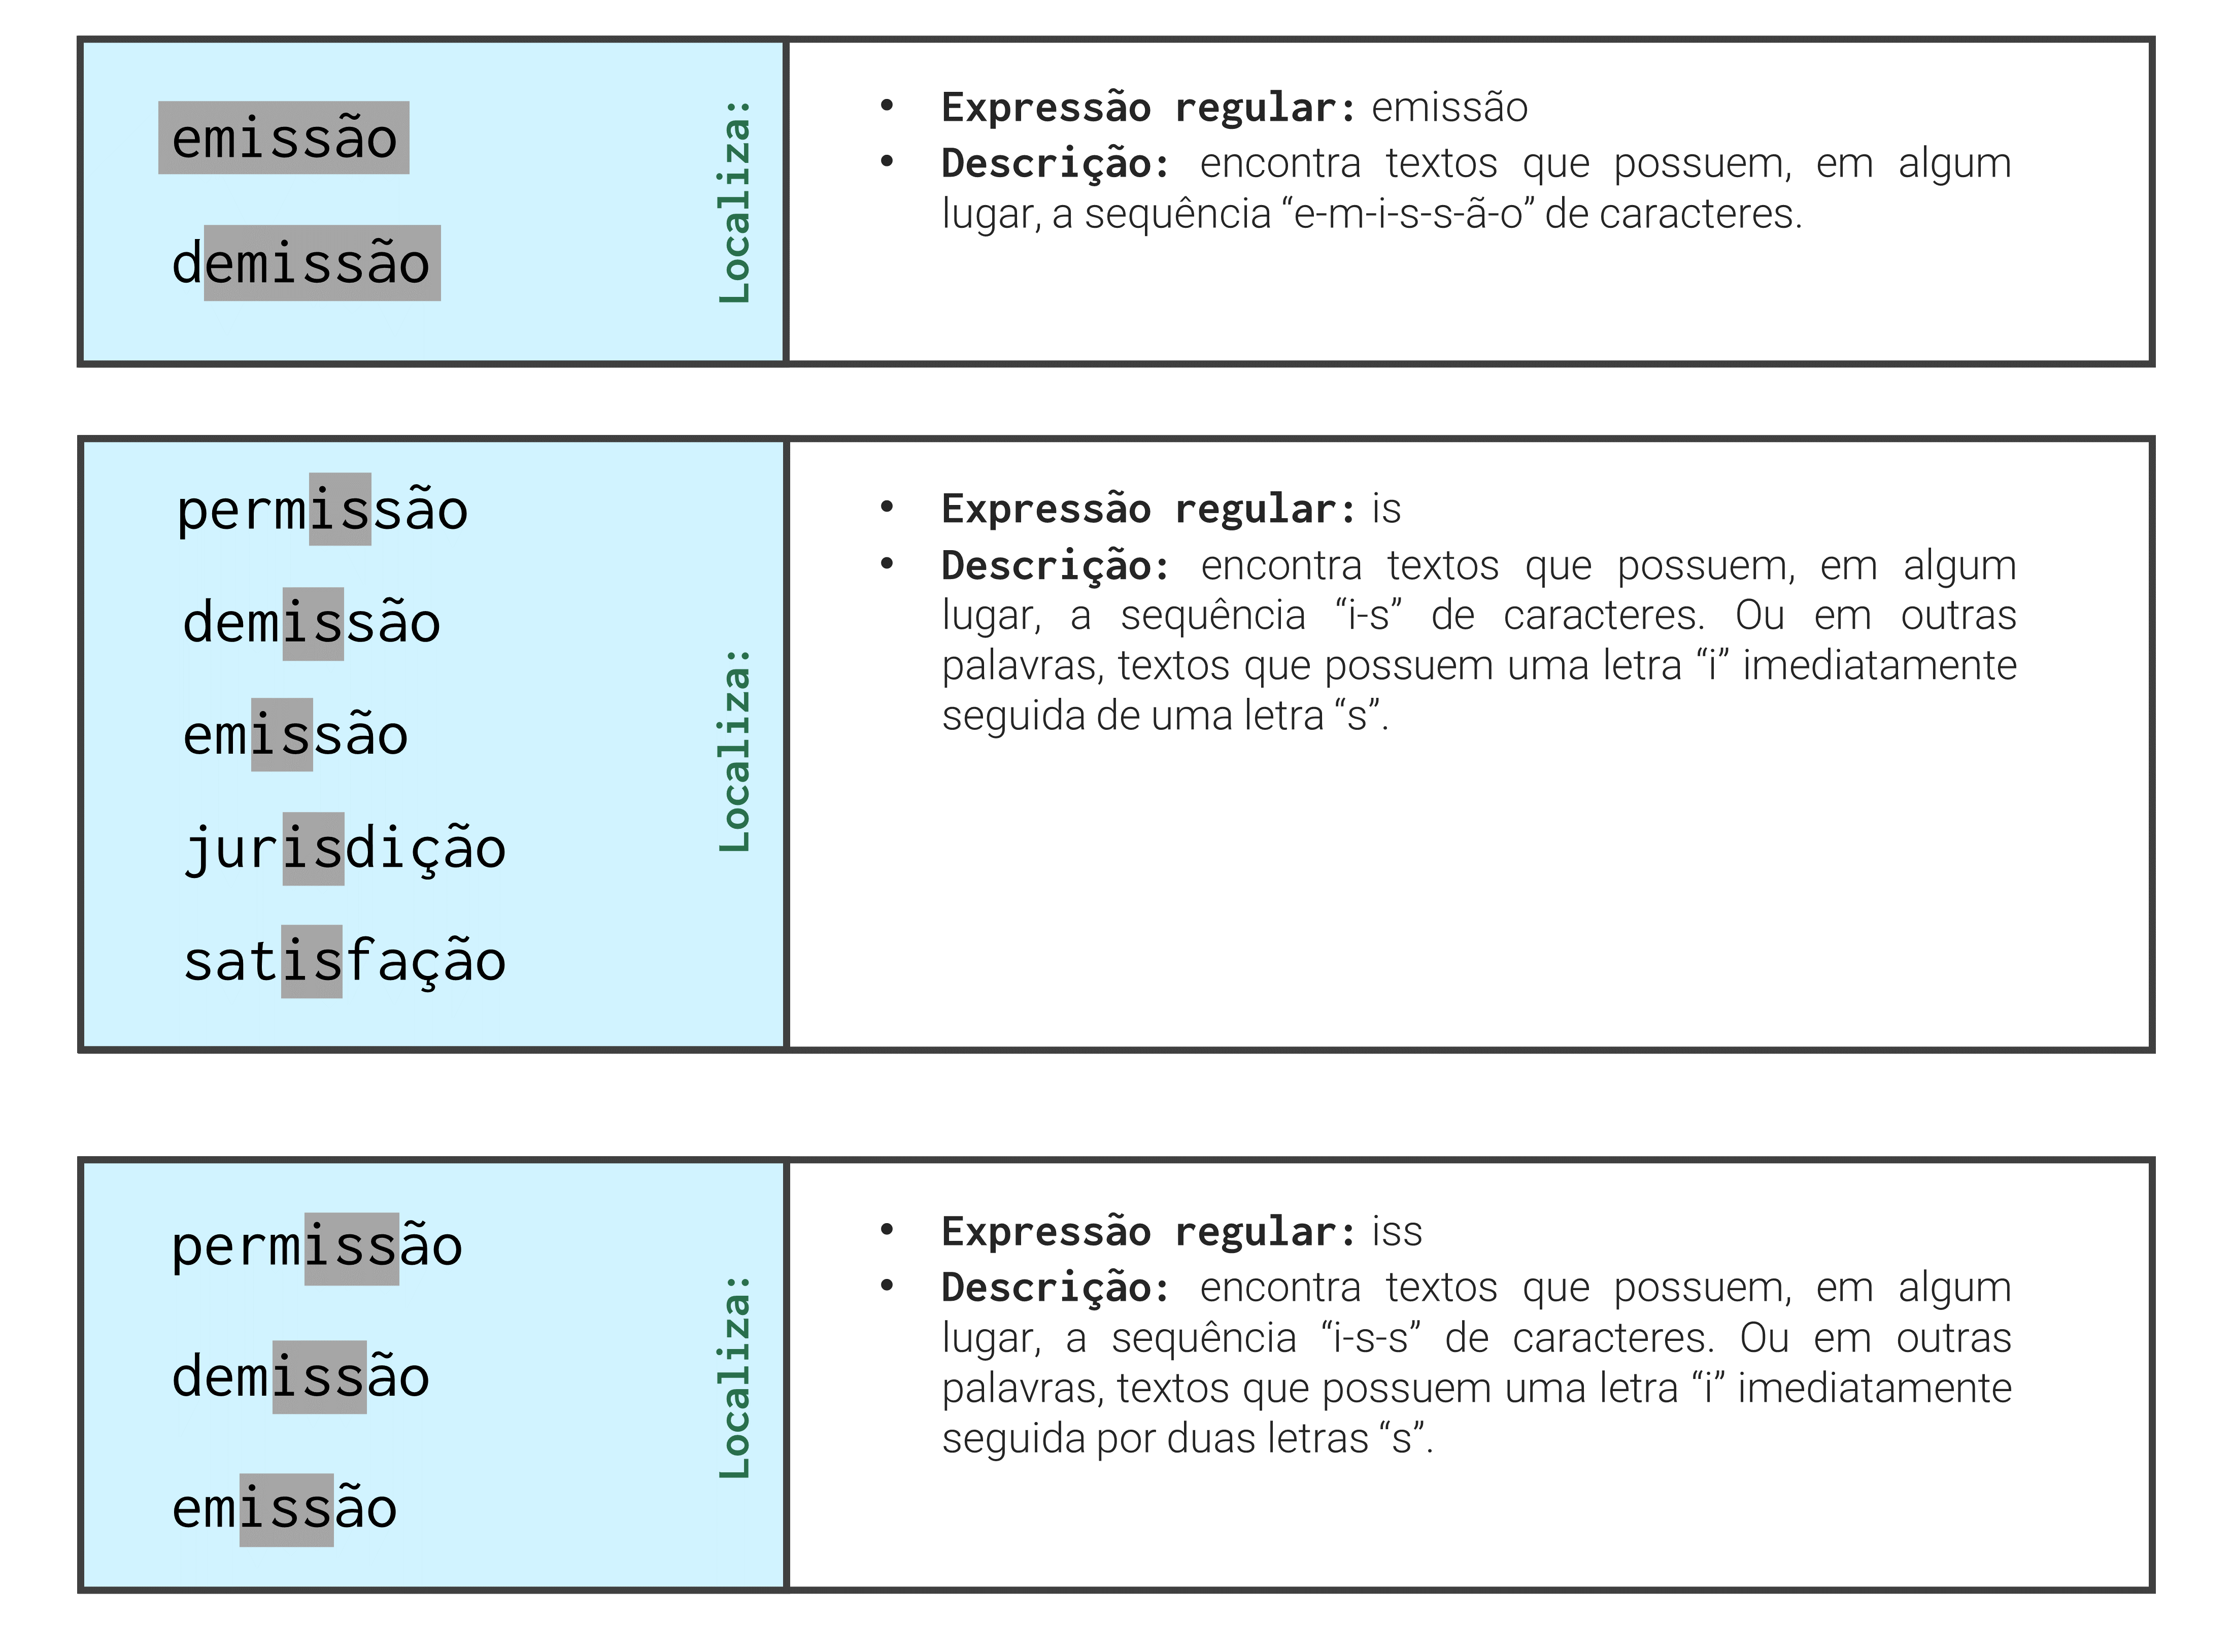 emissão
demissão
Localiza:
• Expressão regular: emissão
• Descrição: encontra textos que possuem, em algum
lugar, a sequência “e-m-i-s-s-ã-o” de caracteres.
permissão
demissão
emissão
jurisdição
satisfação
Localiza:
• Expressão regular: is
• Descrição: encontra textos que possuem, em algum
lugar, a sequência “i-s” de caracteres. Ou em outras
palavras, textos que possuem uma letra “i” imediatamente
seguida de uma letra “s”.
permissão
demissão
emissão
Localiza:
• Expressão regular: iss
• Descrição: encontra textos que possuem, em algum
lugar, a sequência “i-s-s” de caracteres. Ou em outras
palavras, textos que possuem uma letra “i” imediatamente
seguida por duas letras “s”.